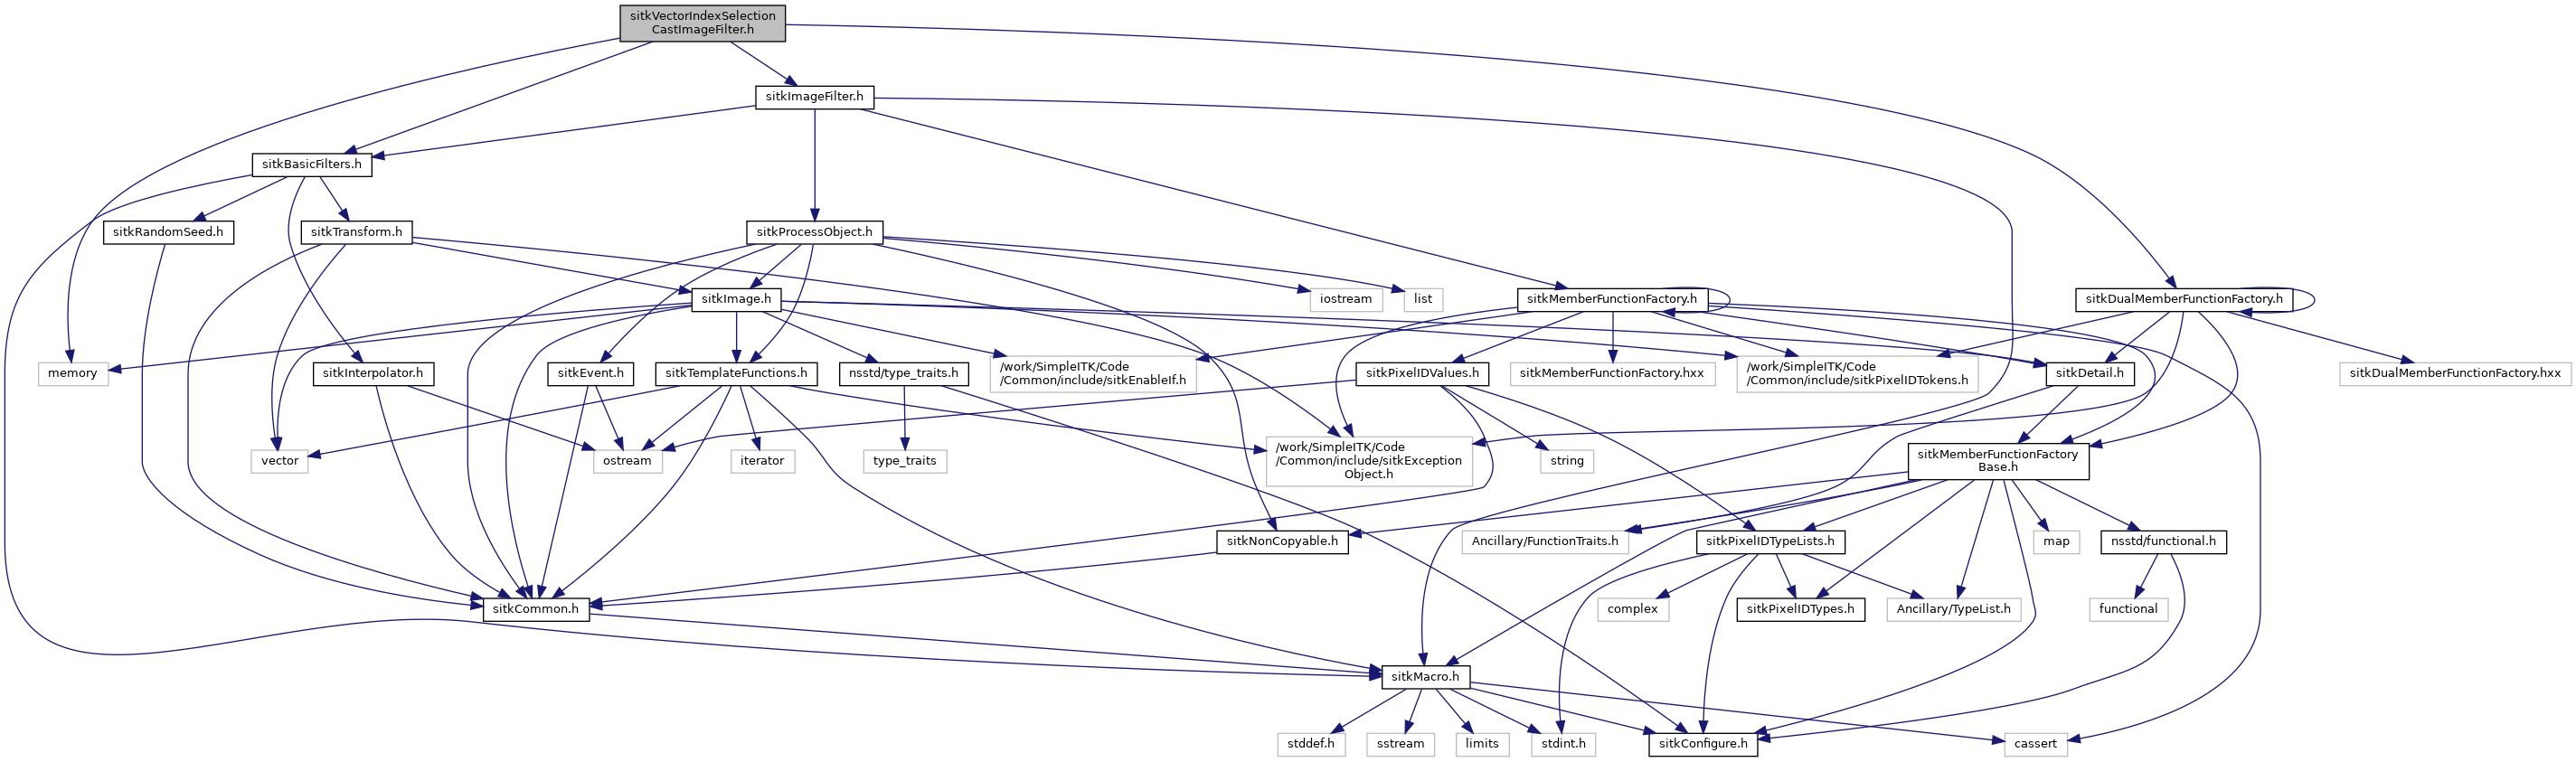 sitkVectorIndexSelection
CastImageFilter.h
sitkImageFilter.h
sitkBasicFilters.h
sitkRandomSeed.h
sitkTransform.h
sitkProcessObject.h
sitkImage.h
iostream
list
sitkMemberFunctionFactory.h
sitkDualMemberFunctionFactory.h
memory
sitkInterpolator.h
sitkEvent.h
sitkTemplateFunctions.h
nsstd/type_traits.h
/work/SimpleITK/Code
/Common/include/sitkEnableIf.h
sitkPixelIDValues.h
sitkMemberFunctionFactory.hxx
/work/SimpleITK/Code
/Common/include/sitkPixelIDTokens.h
sitkDetail.h
sitkDualMemberFunctionFactory.hxx
vector
ostream
iterator
type_traits
/work/SimpleITK/Code
/Common/include/sitkException
Object.h
string
sitkMemberFunctionFactory
Base.h
sitkNonCopyable.h
Ancillary/FunctionTraits.h
sitkPixelIDTypeLists.h
map
nsstd/functional.h
sitkCommon.h
complex
sitkPixelIDTypes.h
Ancillary/TypeList.h
functional
sitkMacro.h
stddef.h
sstream
limits
stdint.h
sitkConfigure.h
cassert